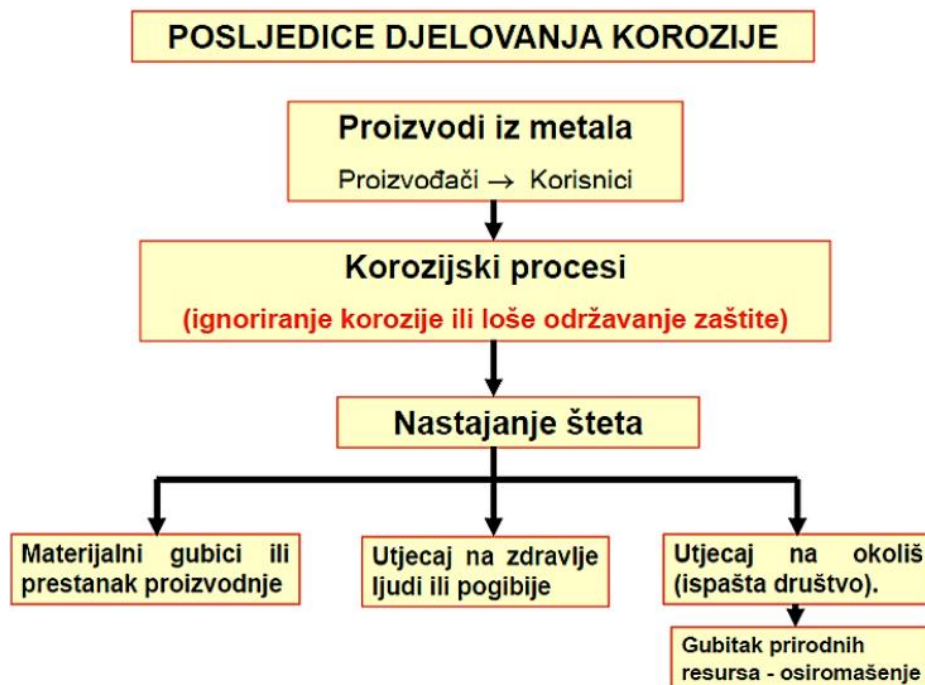 POSLJEDICE DJELOVANJA KOROZIJE
Proizvodi iz metala
Proizvođači → Korisnici
Korozijski procesi
(ignoriranje korozije ili loše održavanje zaštite)
Nastajanje šteta
Materijalni gubici ili
prestanak proizvodnje
Utjecaj na zdravlje
ljudi ili pogibije
Utjecaj na okoliš
(ispašta društvo).
Gubitak prirodnih
resursa - osiromašenje